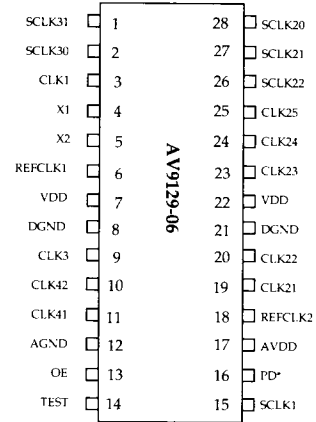 SCLK31 1 28 SCLK20
SCLK30 2 27 SCLK21
CLK1 3 26 SCLK22
X1 4 25 CLK25
X2 5 24 CLK24
REFCLK1 6 23 CLK23
VDD 7 22 VDD
DGND 8 21 DGND
CLK3 9 20 CLK22
CLK42 10 19 CLK21
CLK41 11 18 REFCLK2
AGND 12 17 AVDD
OE 13 16 PD*
TEST 14 15 SCLK1
AV9129-06